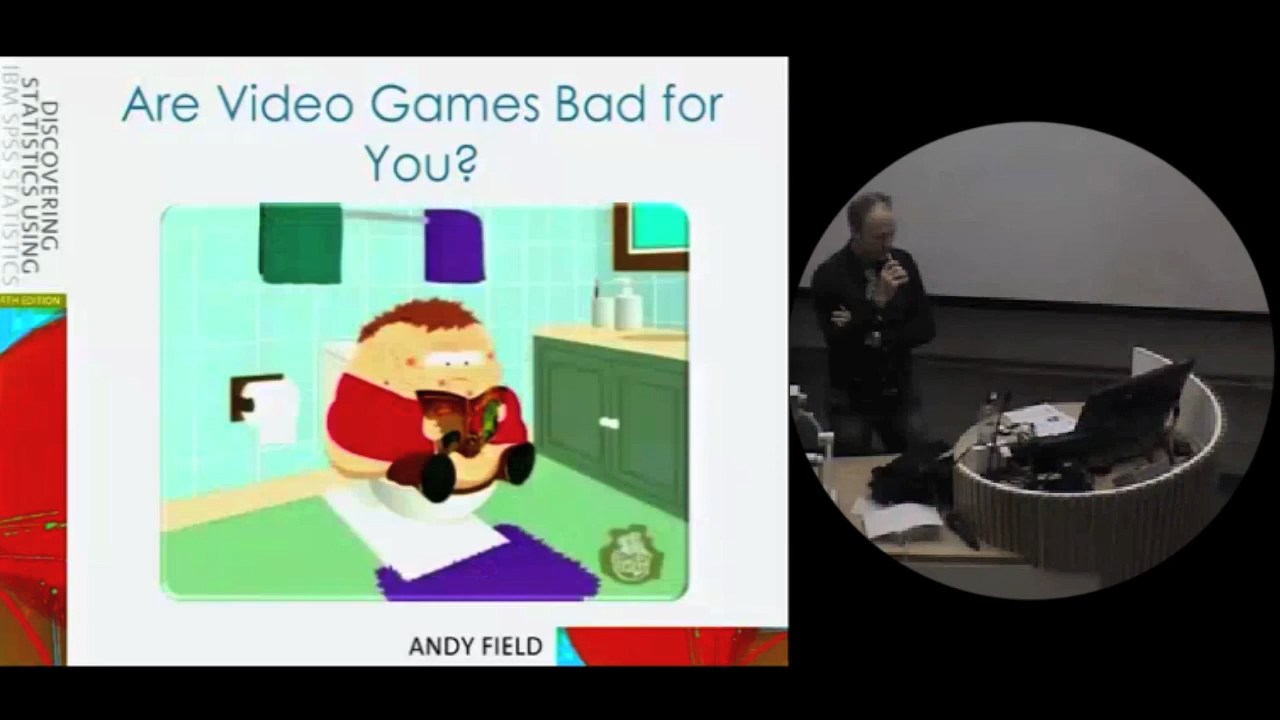 DISCOVERING
STATISTICS USING
IBM SPSS STATISTICS
4TH EDITION
Are Video Games Bad for
You?
ANDY FIELD